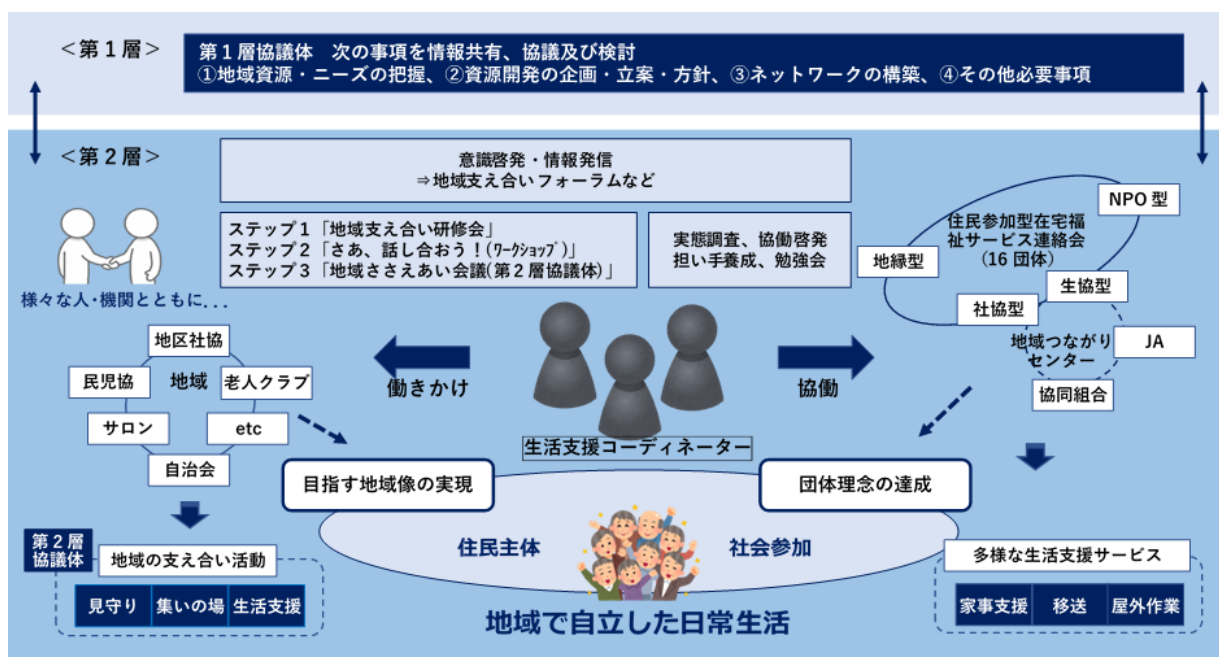 ＜第１層＞
第１層協議体　次の事項を情報共有、協議及び検討
①地域資源・ニーズの把握、②資源開発の企画・立案・方針、③ネットワークの構築、④その他必要事項
＜第２層＞
意識啓発・情報発信
⇒地域支え合いフォーラムなど
ステップ１「地域支え合い研修会」
ステップ２「さあ、話し合おう！(ﾜｰｸｼｮｯﾌﾟ)」
ステップ３「地域ささえあい会議(第２層協議体)」
実態調査、協働啓発
担い手養成、勉強会
様々な人・機関とともに...
地区社協
民児協
地域
老人クラブ
サロン
etc
自治会
働きかけ
協働
生活支援コーディネーター
NPO型
住民参加型在宅福
祉サービス連絡会
(16団体)
地縁型
生協型
社協型
地域つながり
センター
JA
協同組合
目指す地域像の実現
団体理念の達成
住民主体
社会参加
地域で自立した日常生活
第２層
協議体
地域の支え合い活動
見守り
集いの場
生活支援
多様な生活支援サービス
家事支援
移送
屋外作業